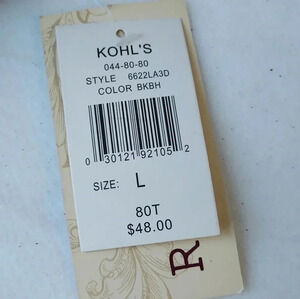 KOHL'S
044-80-80
STYLE 6622LA3D
COLOR BKBH
0 30121 92105 2
SIZE: L
80T
$48.00
R